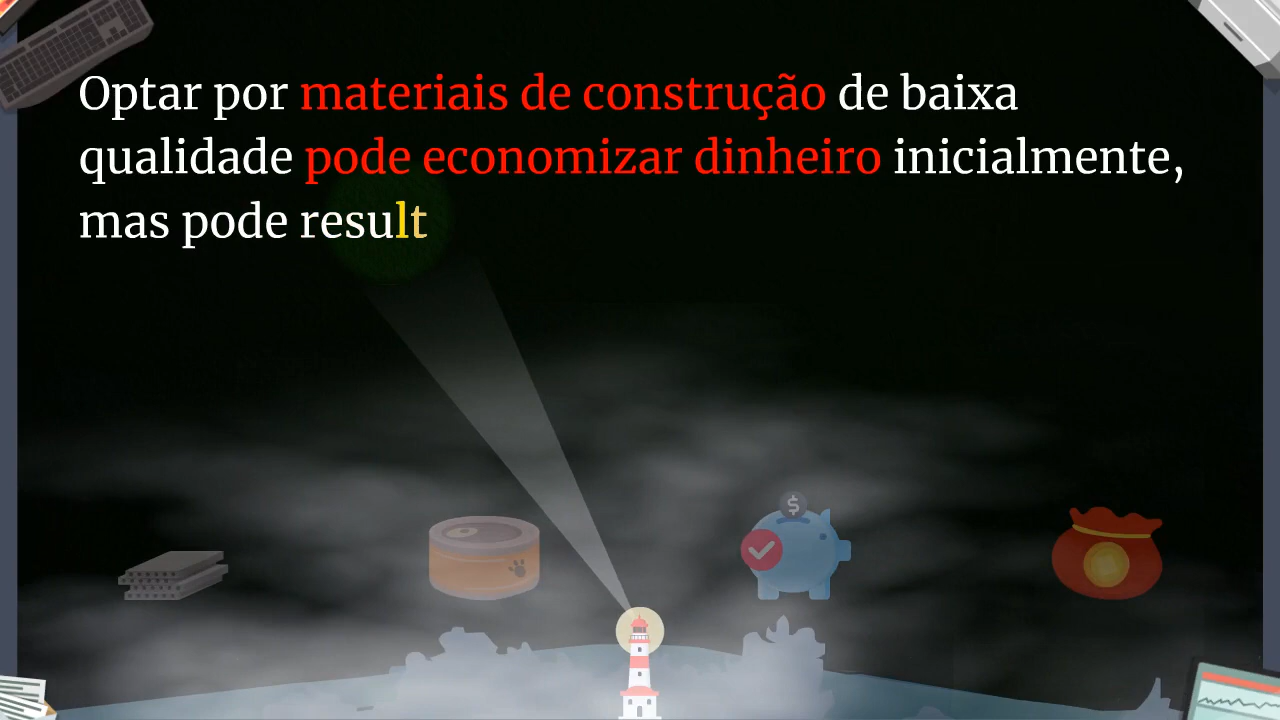 Optar por materiais de construção de baixa
qualidade pode economizar dinheiro inicialmente,
mas pode result
$